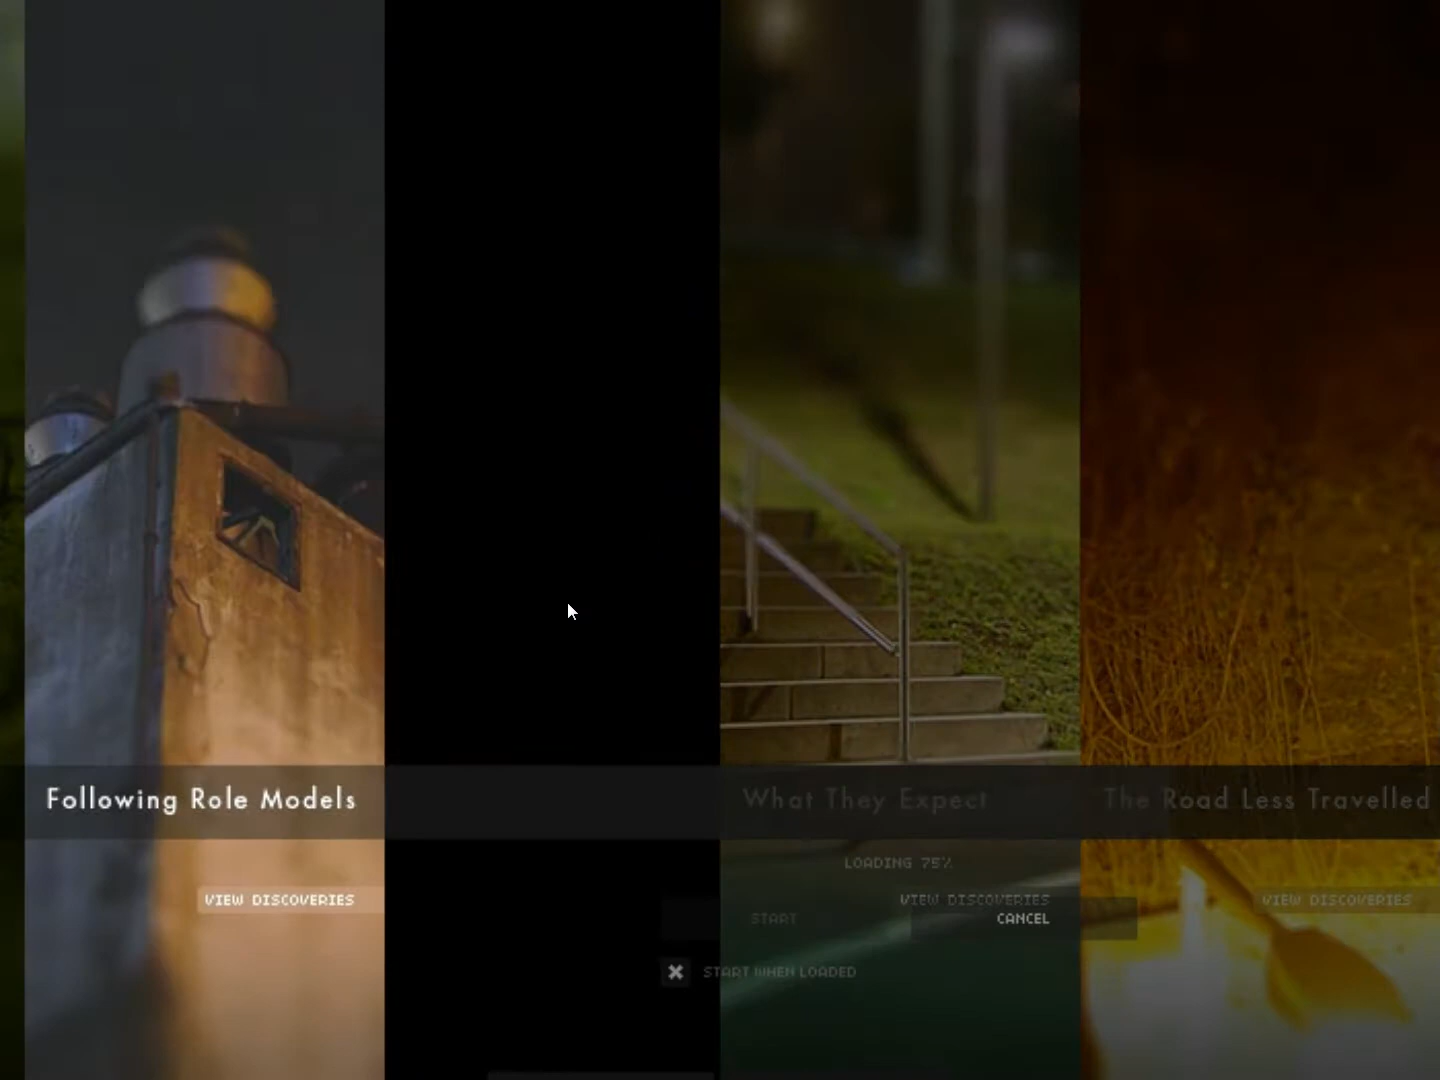 Following Role Models
What They Expect
The Road Less Travelled
LOADING 75%
VIEW DISCOVERIES
VIEW DISCOVERIES
VIEW DISCOVERIES
START
CANCEL
START WHEN LOADED